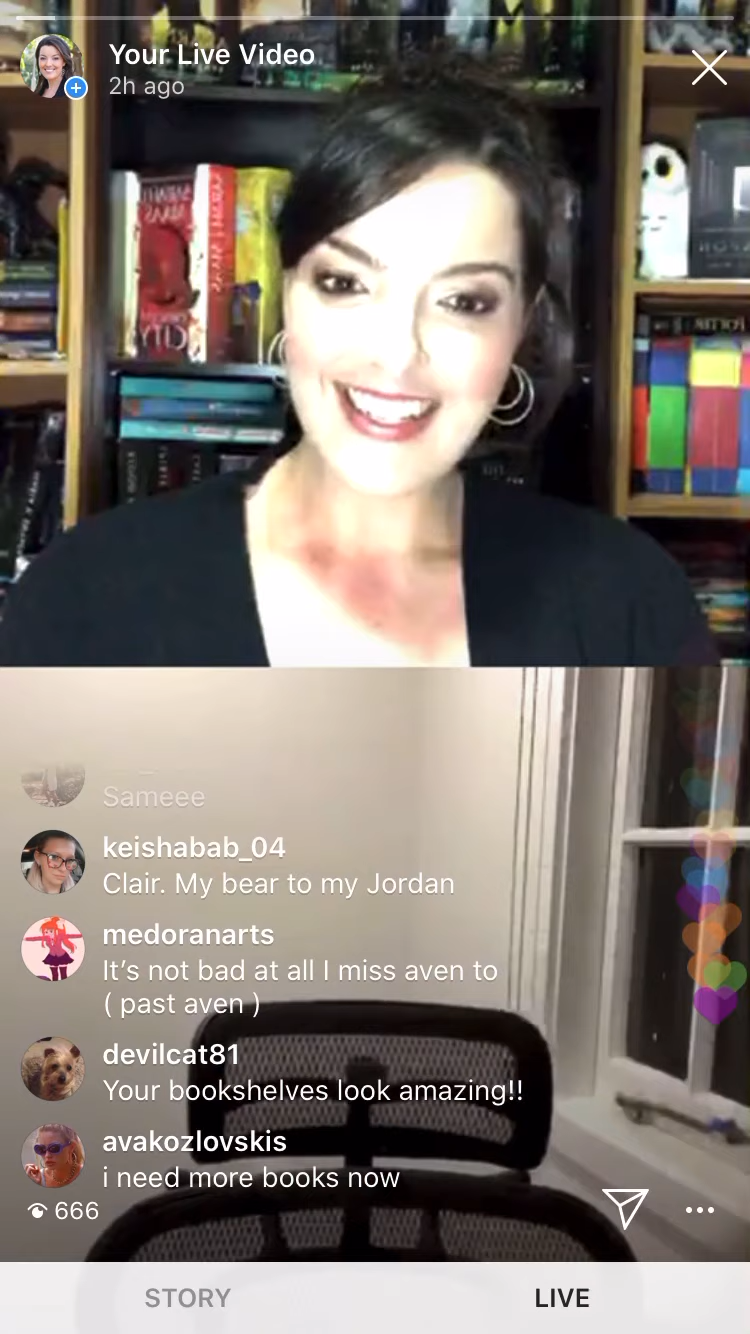 Your Live Video
2h ago
CITY
Sameee
keishabab_04
Clair. My bear to my Jordan
medoranarts
It’s not bad at all I miss aven to
( past aven )
devilcat81
Your bookshelves look amazing!!
avakozlovskis
i need more books now
666
STORY
LIVE